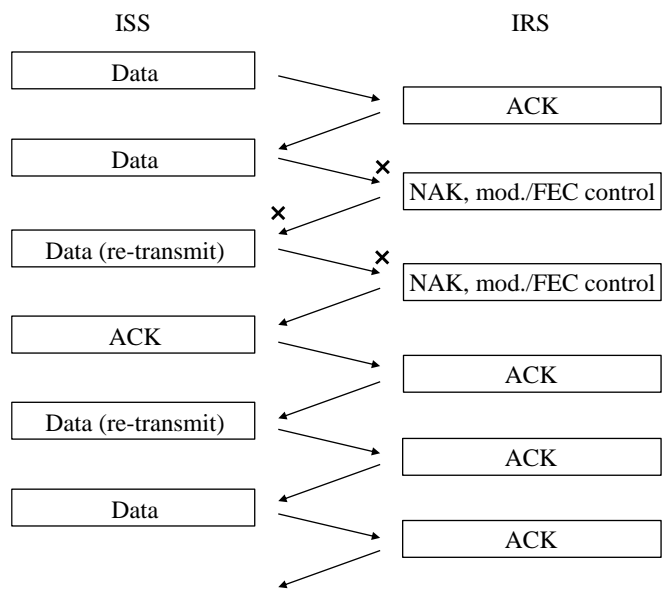 ISS
IRS
Data
ACK
Data
NAK, mod./FEC control
Data (re-transmit)
NAK, mod./FEC control
ACK
ACK
Data (re-transmit)
ACK
Data
ACK